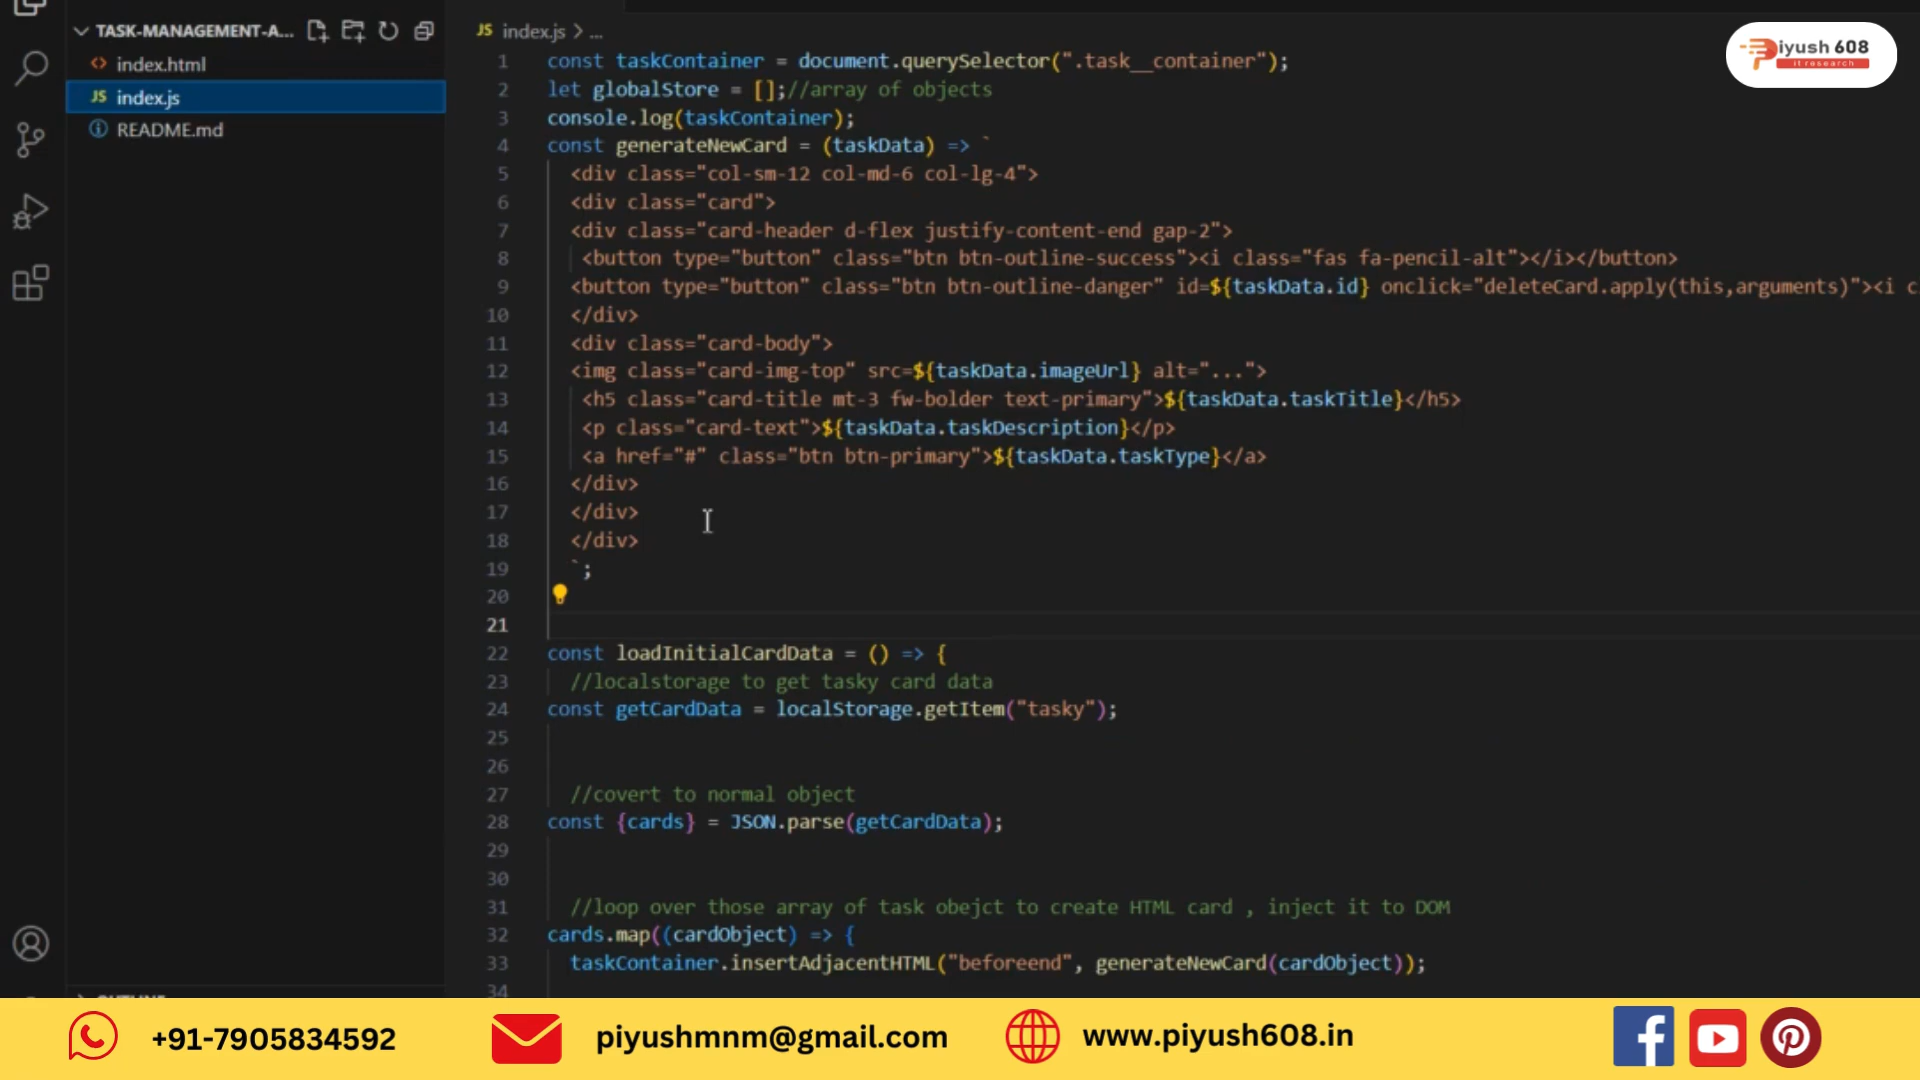 TASK-MANAGEMENT-A...
index.html
JS index.js
README.md
JS index.js > ...
1 const taskContainer = document.querySelector(".task__container");
2 let globalStore = [];//array of objects
3 console.log(taskContainer);
4 const generateNewCard = (taskData) => `
5 <div class="col-sm-12 col-md-6 col-lg-4">
6 <div class="card">
7 <div class="card-header d-flex justify-content-end gap-2">
8 <button type="button" class="btn btn-outline-success"><i class="fas fa-pencil-alt"></i></button>
9 <button type="button" class="btn btn-outline-danger" id=${taskData.id} onclick="deleteCard.apply(this,arguments)"><i c
10 </div>
11 <div class="card-body">
12 <img class="card-img-top" src=${taskData.imageUrl} alt="...">
13 <h5 class="card-title mt-3 fw-bolder text-primary">${taskData.taskTitle}</h5>
14 <p class="card-text">${taskData.taskDescription}</p>
15 <a href="#" class="btn btn-primary">${taskData.taskType}</a>
16 </div>
17 </div>
18 </div>
19 `;
20
21
22 const loadInitialCardData = () => {
23 //localstorage to get tasky card data
24 const getCardData = localStorage.getItem("tasky");
25
26
27 //covert to normal object
28 const {cards} = JSON.parse(getCardData);
29
30
31 //loop over those array of task obejct to create HTML card , inject it to DOM
32 cards.map((cardObject) => {
33 taskContainer.insertAdjacentHTML("beforeend", generateNewCard(cardObject));
34
Piyush 608
it research
+91-7905834592
piyushmnm@gmail.com
www.piyush608.in